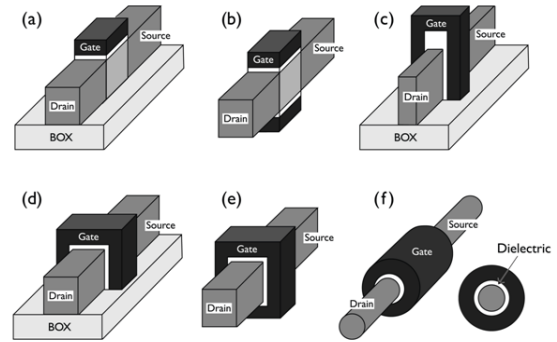 (a)
Gate
Source
Drain
BOX
(b)
Gate
Source
Drain
(c)
Gate
Source
Drain
BOX
(d)
Gate
Source
Drain
BOX
(e)
Gate
Source
Drain
(f)
Source
Gate
Drain
Dielectric